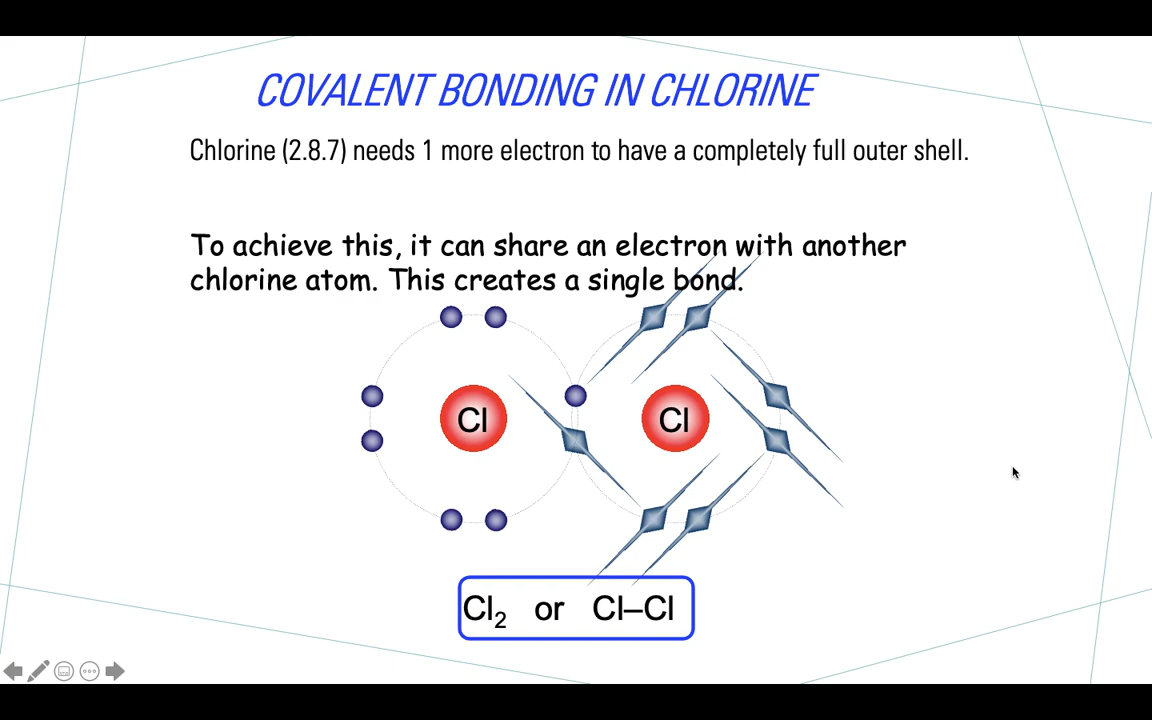 COVALENT BONDING IN CHLORINE
Chlorine (2.8.7) needs 1 more electron to have a completely full outer shell.
To achieve this, it can share an electron with another
chlorine atom. This creates a single bond.
Cl Cl
Cl₂ or Cl–Cl